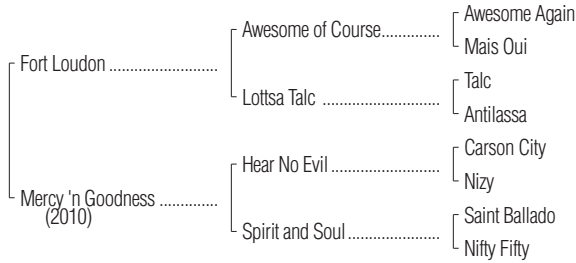 Awesome Again
Awesome of Course..............
Mais Oui
Fort Loudon ..........................
Talc
Lottsa Talc ............................
Antilassa
Carson City
Hear No Evil ..........................
Nizy
Mercy 'n Goodness ..............
(2010)
Saint Ballado
Spirit and Soul ......................
Nifty Fifty